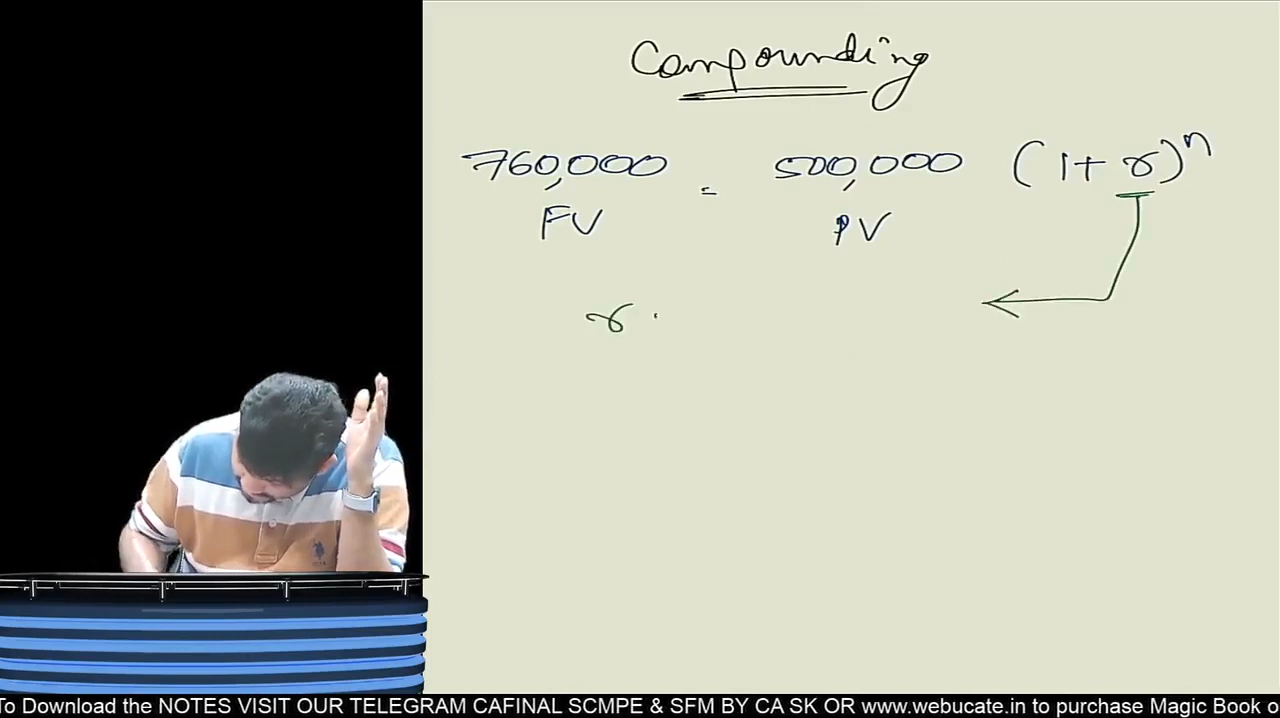 Compounding
760,000 = 500,000 (1 + r)ⁿ
FV PV
r
To Download the NOTES VISIT OUR TELEGRAM CAFINAL SCMPE & SFM BY CA SK OR www.webucate.in to purchase Magic Book o